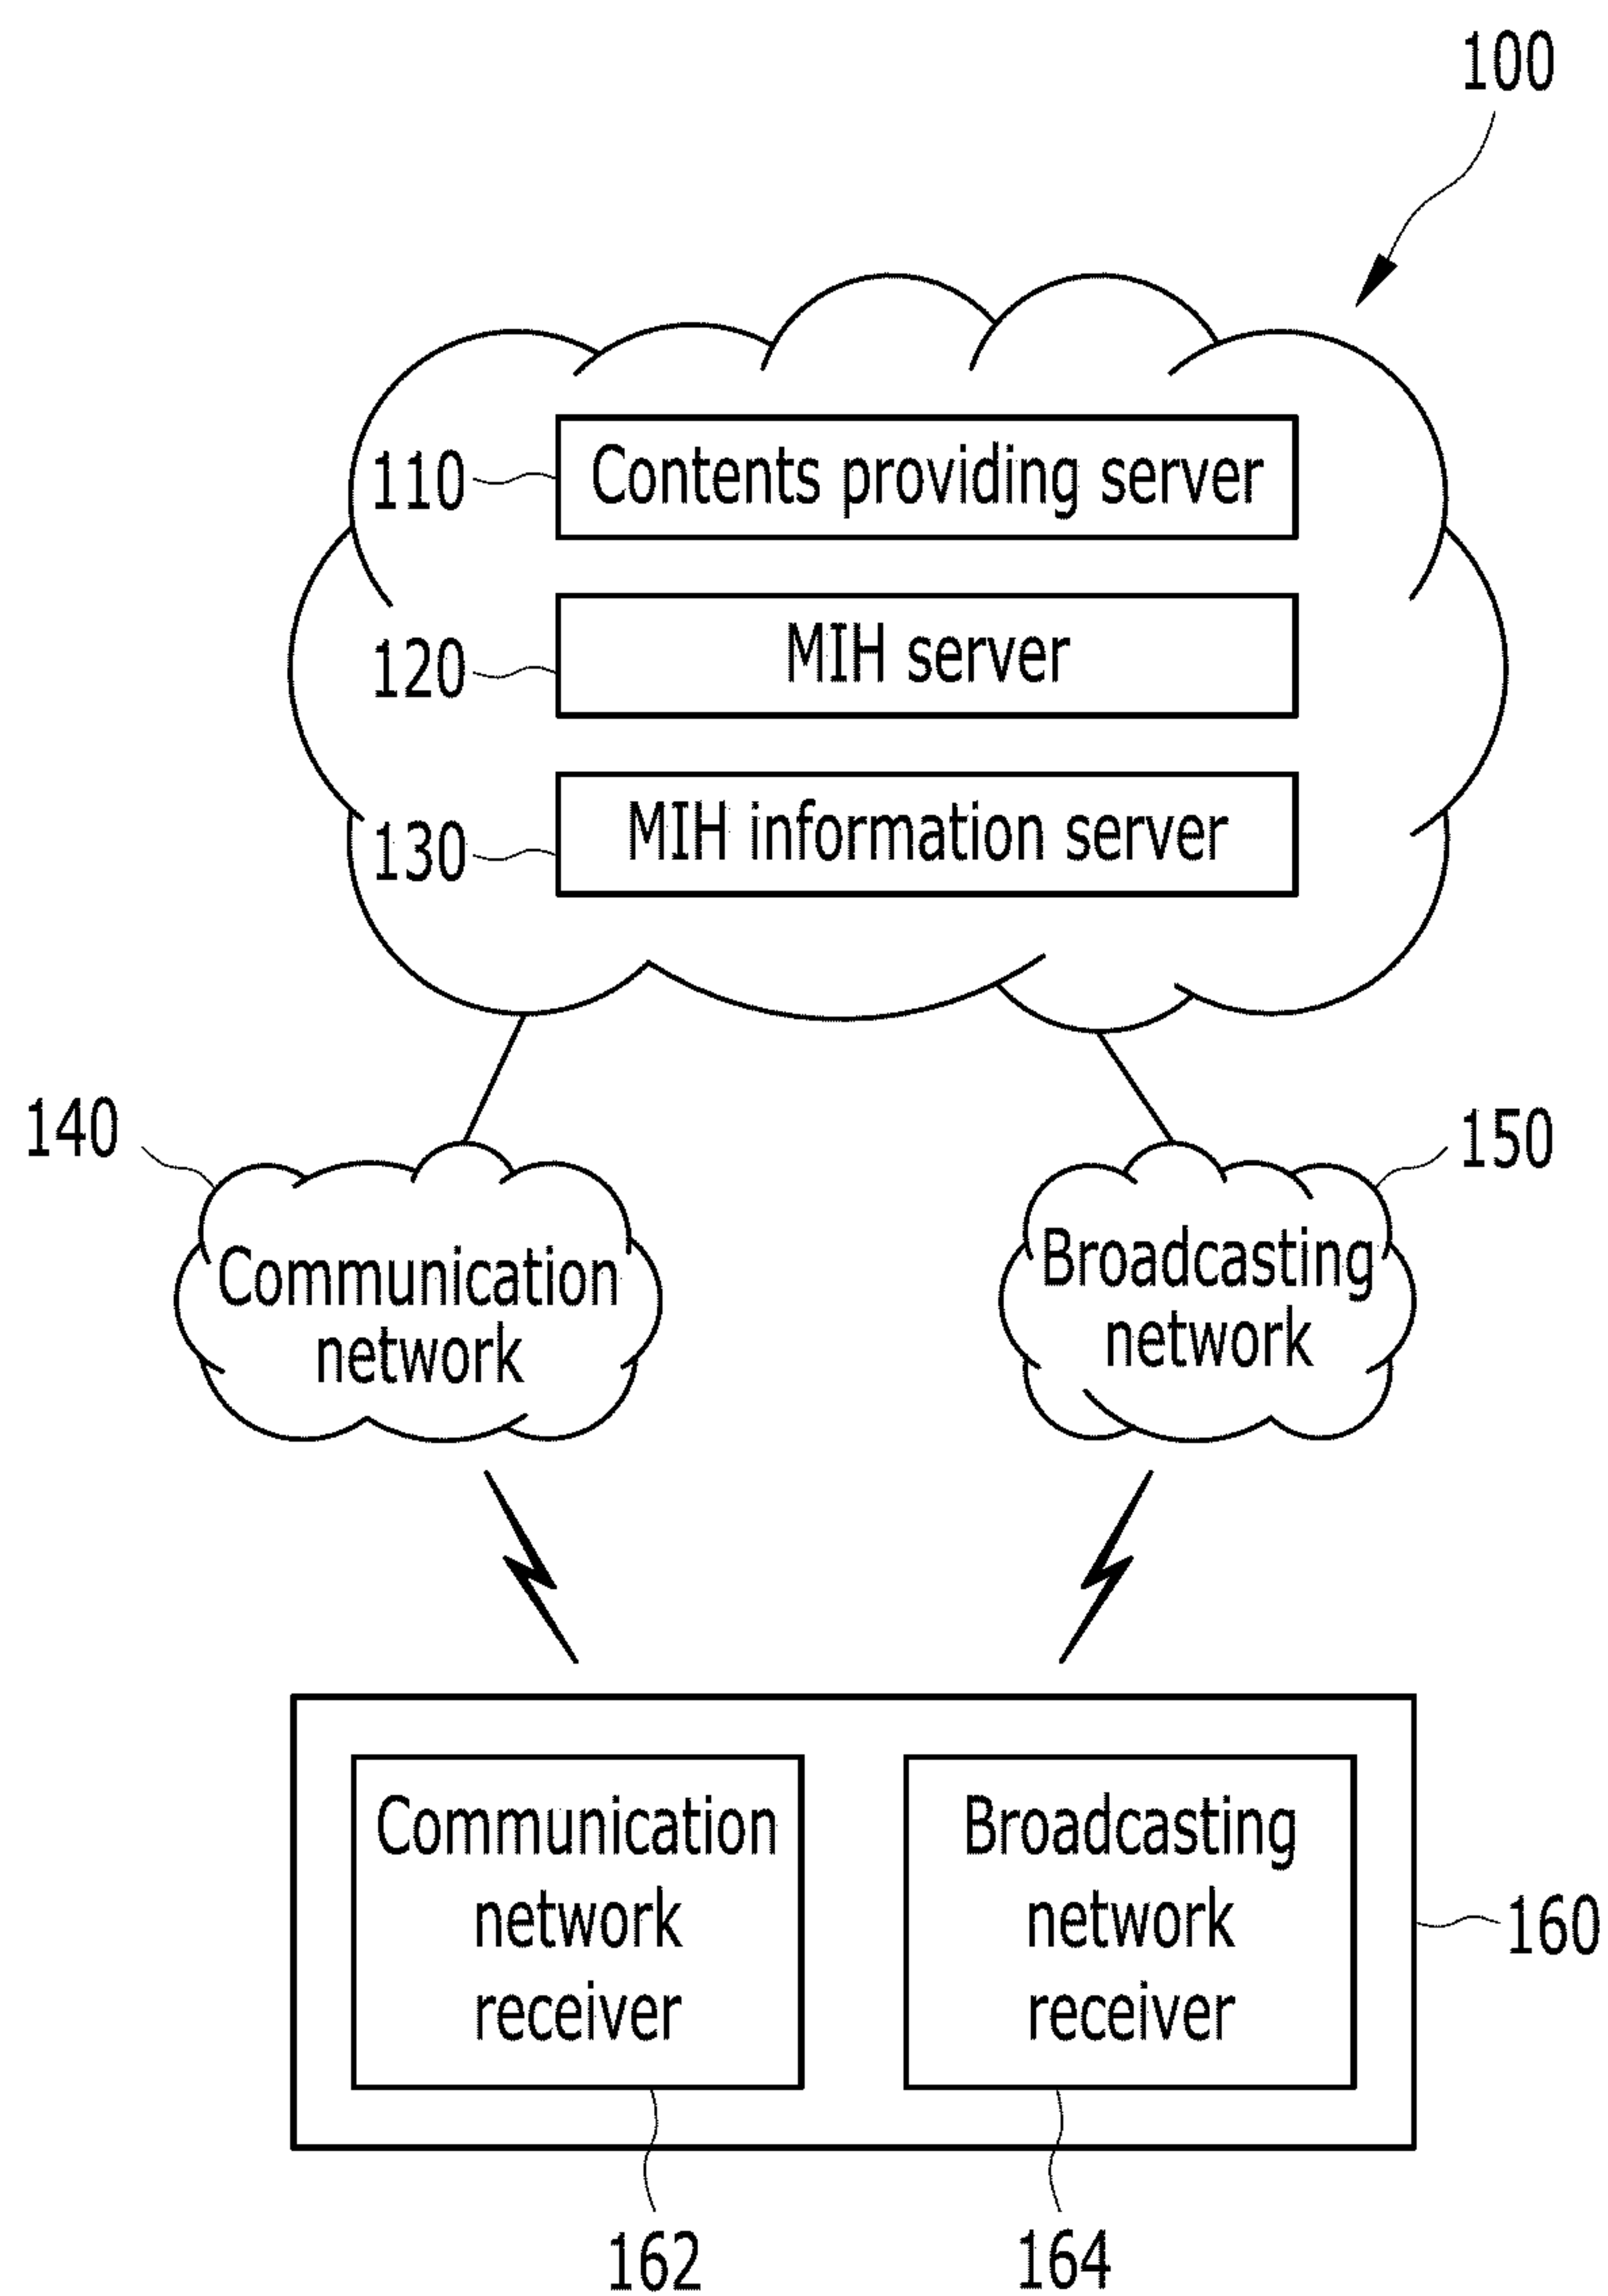 100
110 Contents providing server
120 MIH server
130 MIH information server
140
150
Communication
network
Broadcasting
network
Communication
network
receiver
Broadcasting
network
receiver
160
162
164